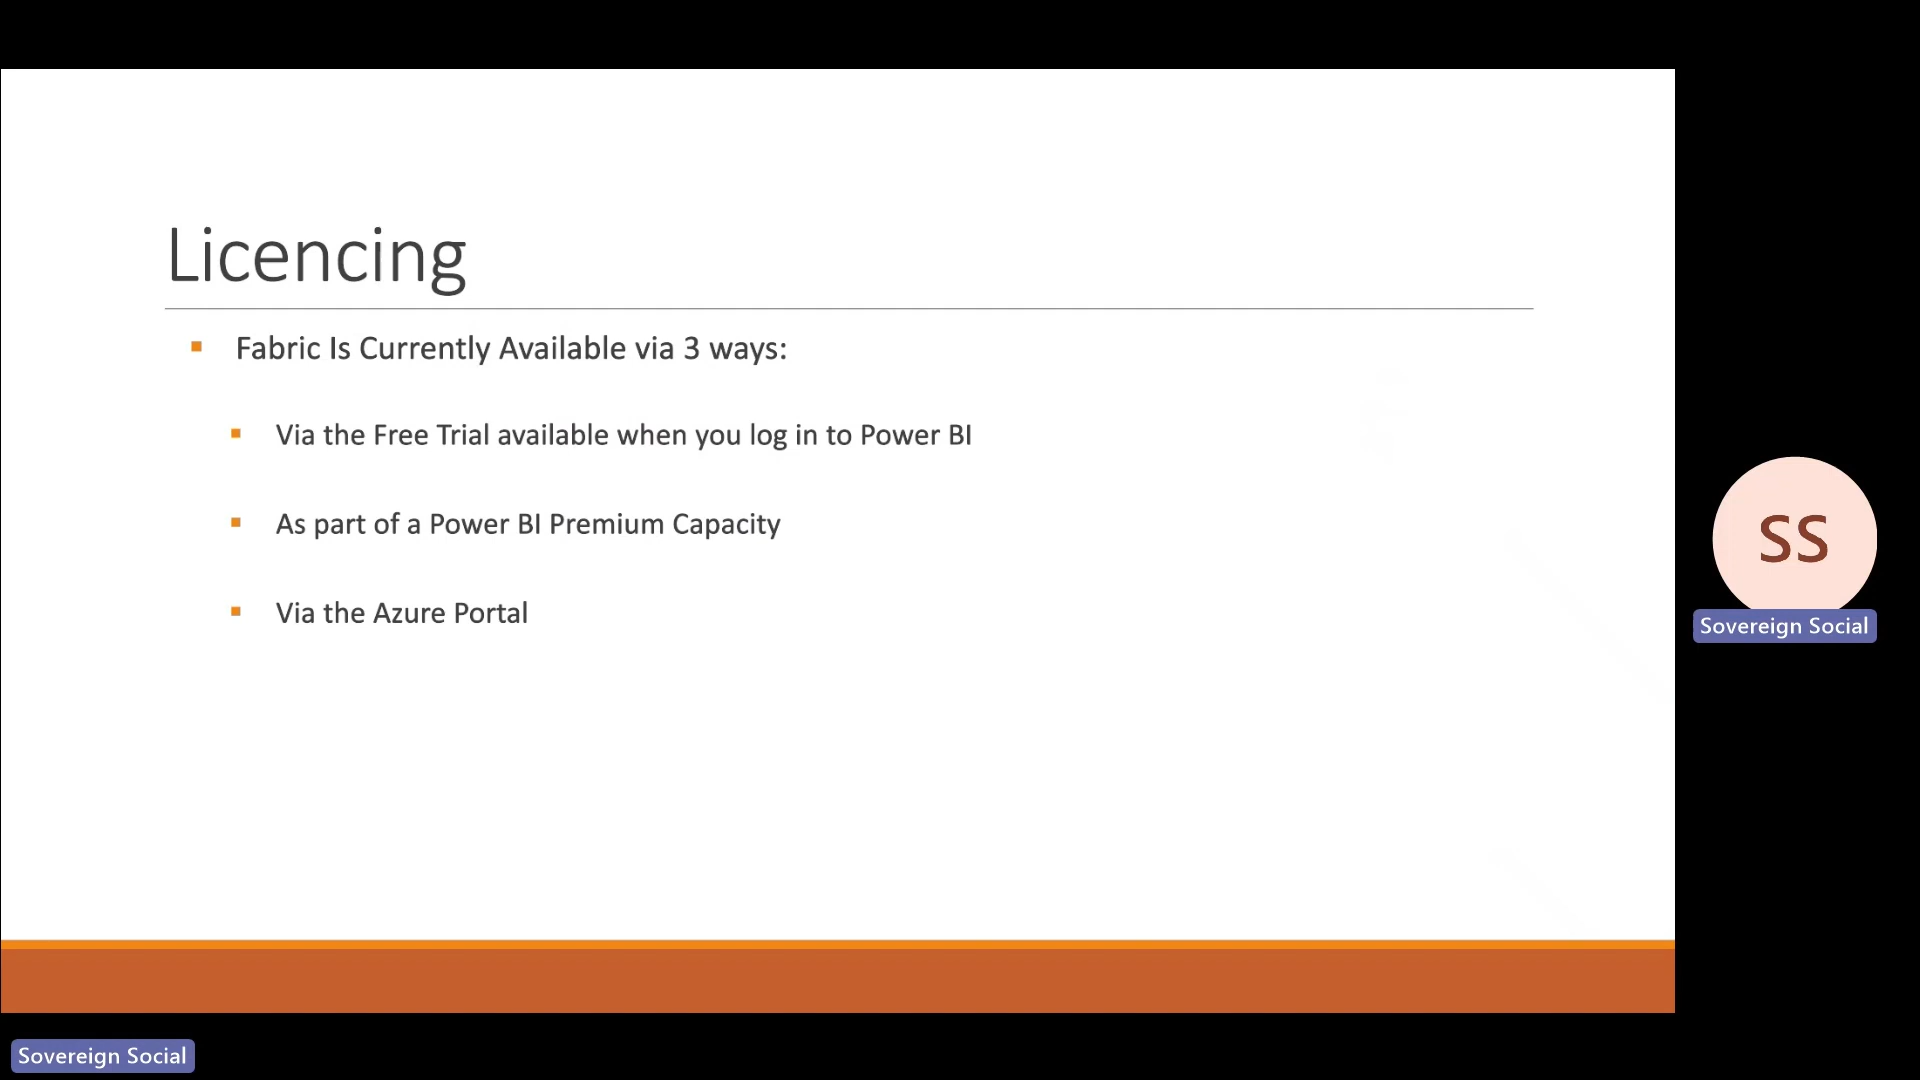 Licencing
Fabric Is Currently Available via 3 ways:
Via the Free Trial available when you log in to Power BI
As part of a Power BI Premium Capacity
Via the Azure Portal
SS
Sovereign Social
Sovereign Social